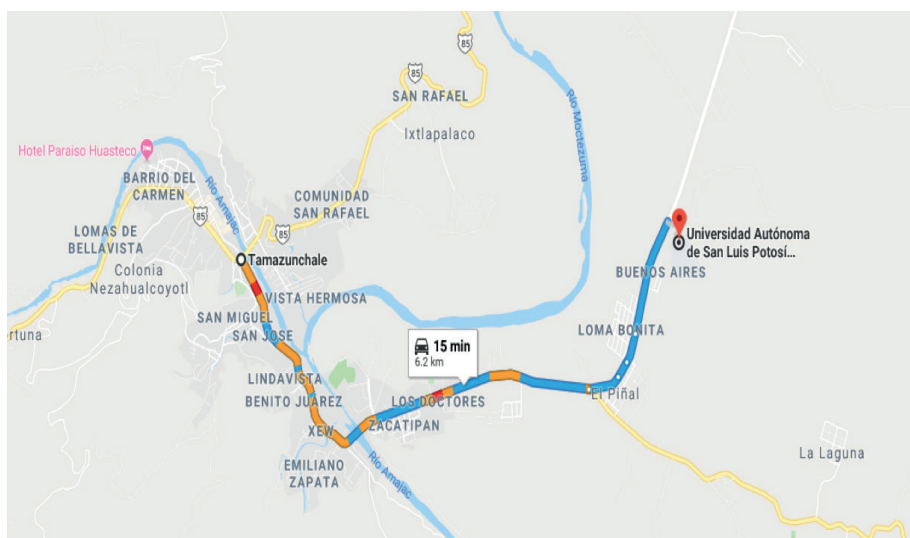 85
85
SAN RAFAEL
Ixtlapalaco
Río Moctezuma
Hotel Paraiso Huasteco
BARRIO DEL
CARMEN
Río Amajac
COMUNIDAD
SAN RAFAEL
85
85
LOMAS DE
BELLAVISTA
Colonia
Nezahualcoyotl
Tamazunchale
Universidad Autónoma
de San Luis Potosí...
BUENOS AIRES
VISTA HERMOSA
SAN MIGUEL
SAN JOSE
ertuna
LOMA BONITA
15 min
6.2 km
LINDAVISTA
BENITO JUÁREZ
LOS DOCTORES
El Piñal
XEW
ZACATIPAN
EMILIANO
ZAPATA
Río Amajac
La Laguna